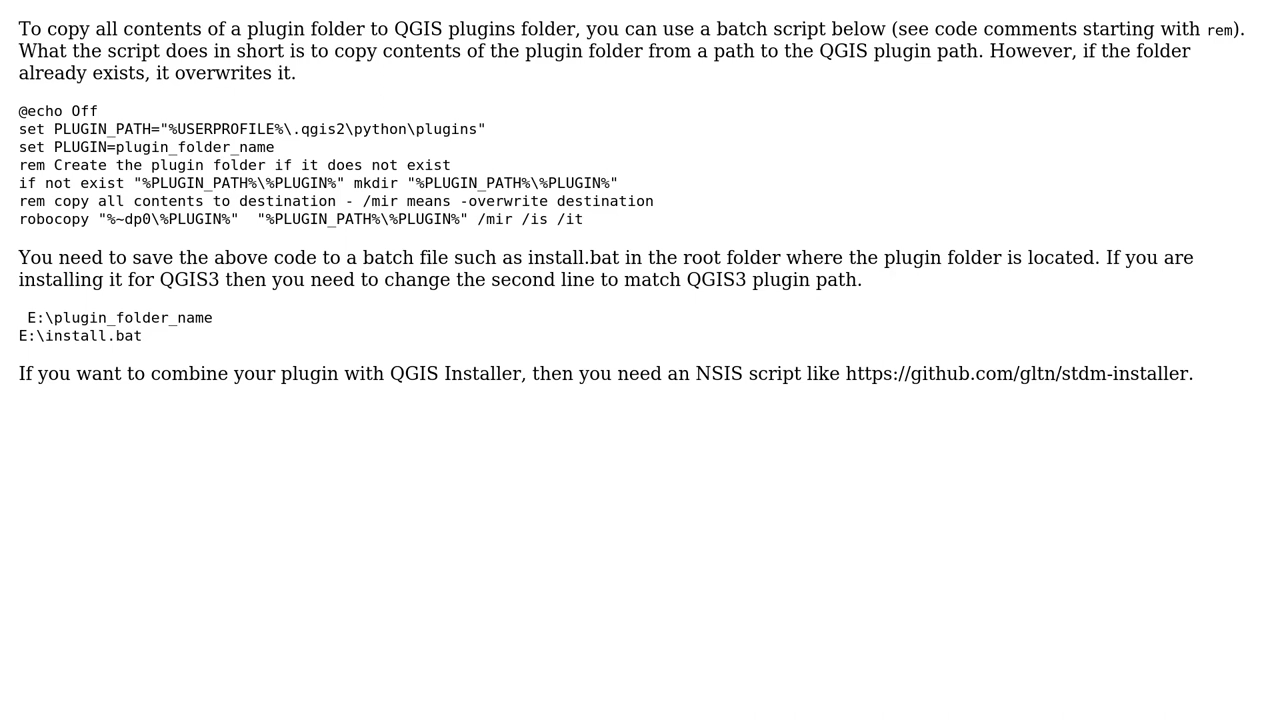 To copy all contents of a plugin folder to QGIS plugins folder, you can use a batch script below (see code comments starting with rem).
What the script does in short is to copy contents of the plugin folder from a path to the QGIS plugin path. However, if the folder
already exists, it overwrites it.
@echo Off
set PLUGIN_PATH="%USERPROFILE%\.qgis2\python\plugins"
set PLUGIN=plugin_folder_name
rem Create the plugin folder if it does not exist
if not exist "%PLUGIN_PATH%\%PLUGIN%" mkdir "%PLUGIN_PATH%\%PLUGIN%"
rem copy all contents to destination - /mir means -overwrite destination
robocopy "%~dp0\%PLUGIN%"  "%PLUGIN_PATH%\%PLUGIN%" /mir /is /it
You need to save the above code to a batch file such as install.bat in the root folder where the plugin folder is located. If you are
installing it for QGIS3 then you need to change the second line to match QGIS3 plugin path.
 E:\plugin_folder_name
E:\install.bat
If you want to combine your plugin with QGIS Installer, then you need an NSIS script like https://github.com/gltn/stdm-installer.